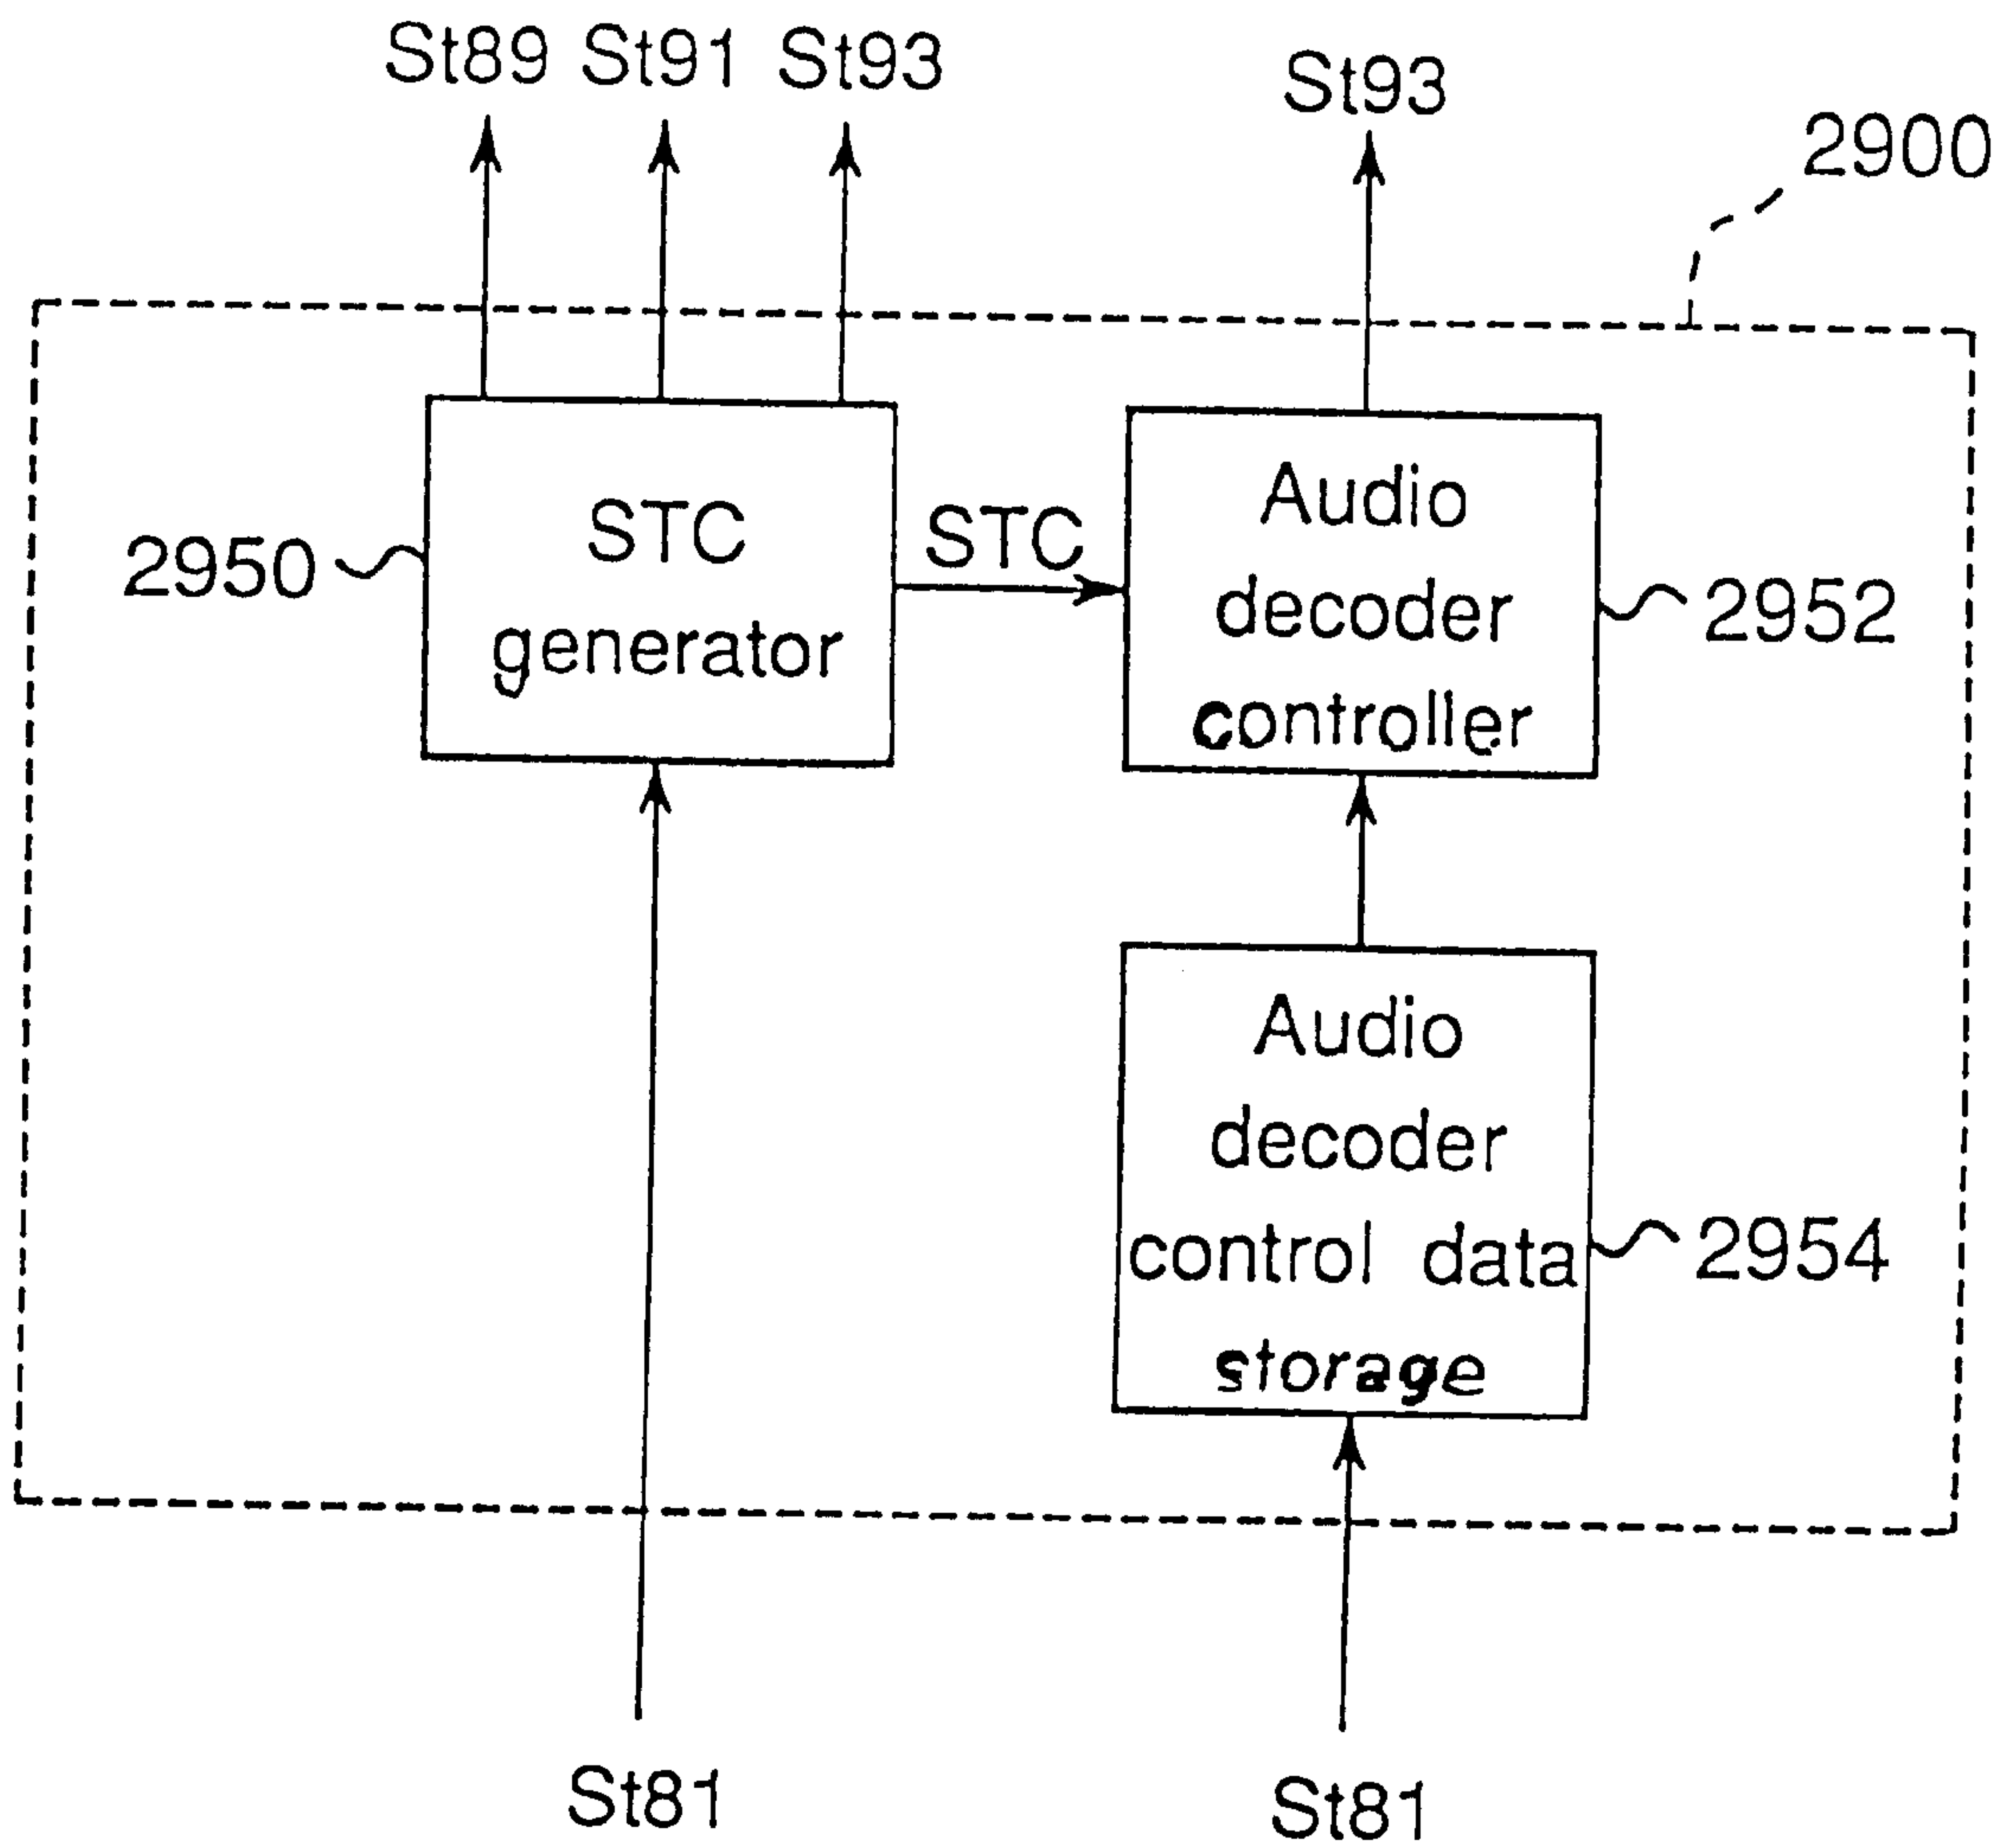 St89 St91 St93
St93
2900
2950
STC
generator
STC
Audio
decoder
controller
2952
Audio
decoder
control data
storage
2954
St81
St81